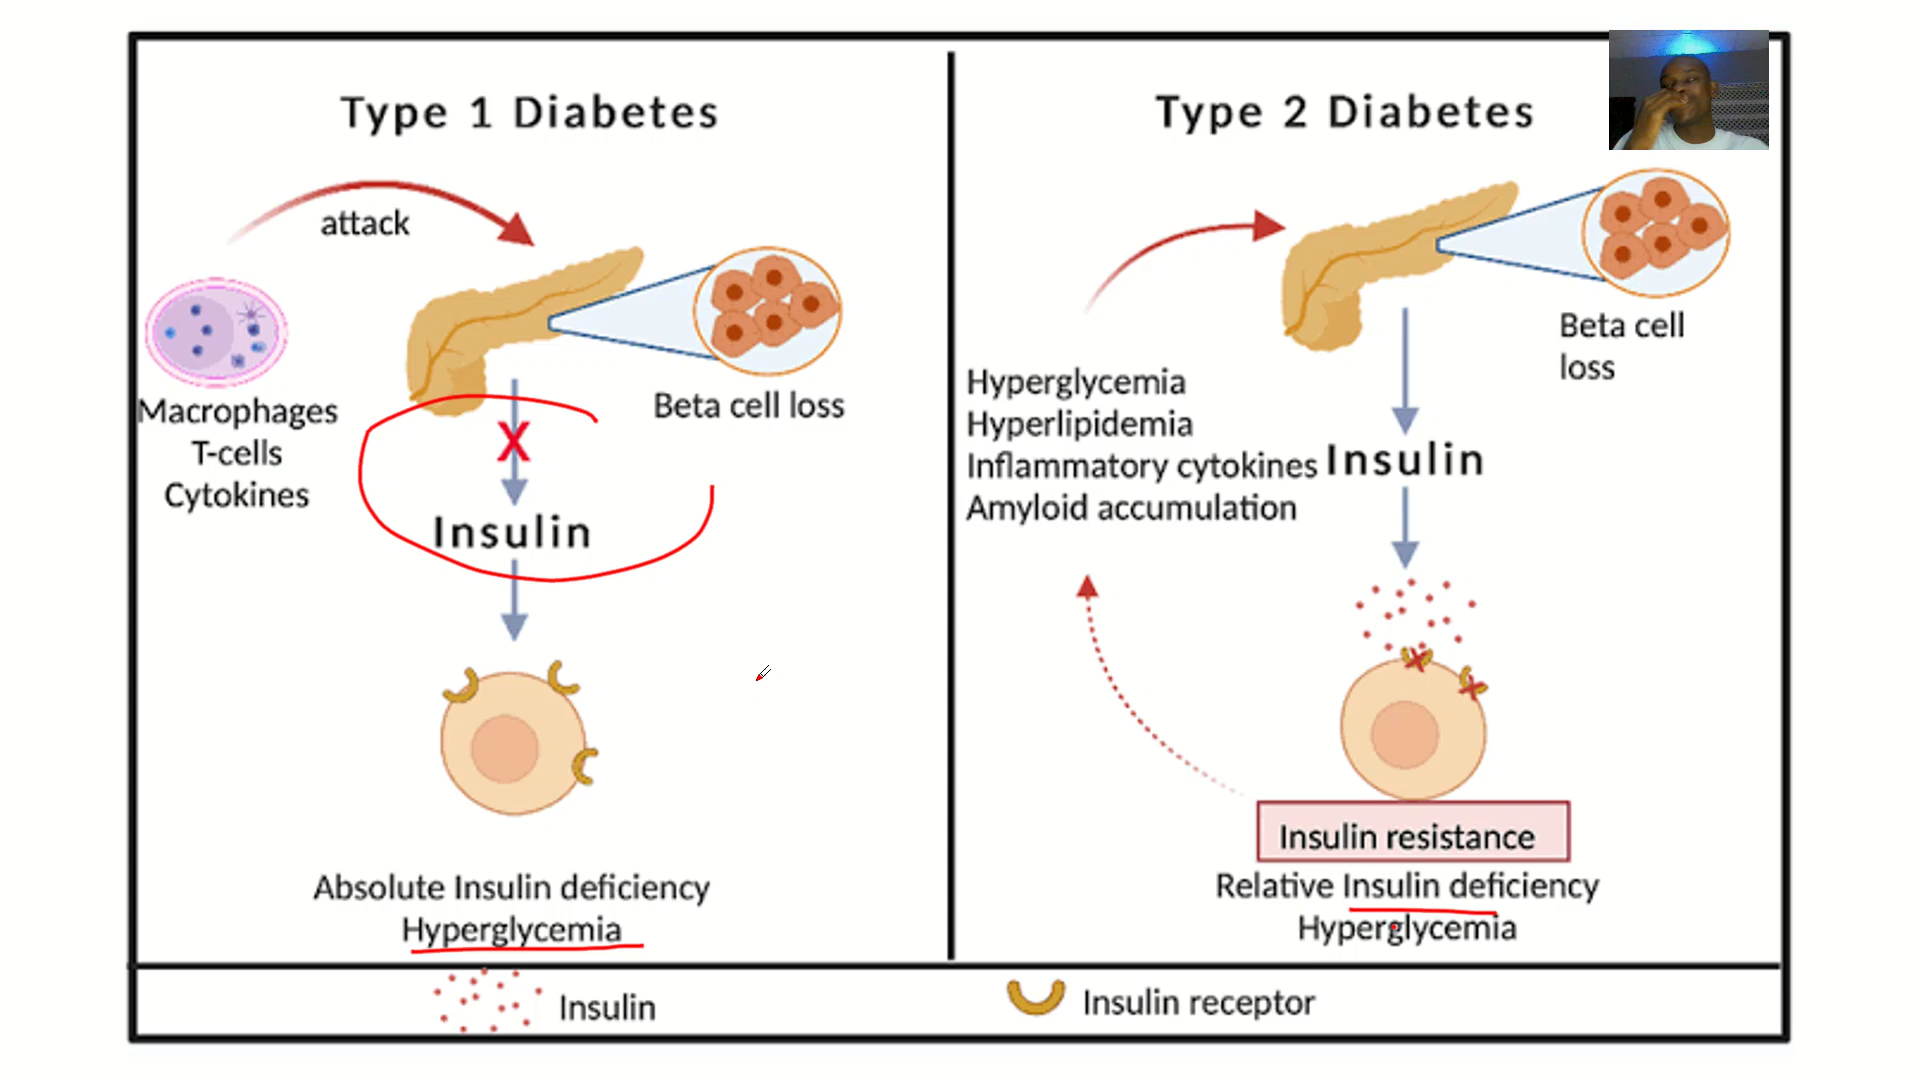 Type 1 Diabetes
attack
Macrophages
T-cells
Cytokines
Beta cell loss
X
Insulin
Absolute Insulin deficiency
Hyperglycemia
Type 2 Diabetes
Beta cell
loss
Hyperglycemia
Hyperlipidemia
Inflammatory cytokines
Amyloid accumulation
Insulin
Insulin resistance
Relative Insulin deficiency
Hyperglycemia
Insulin
Insulin receptor